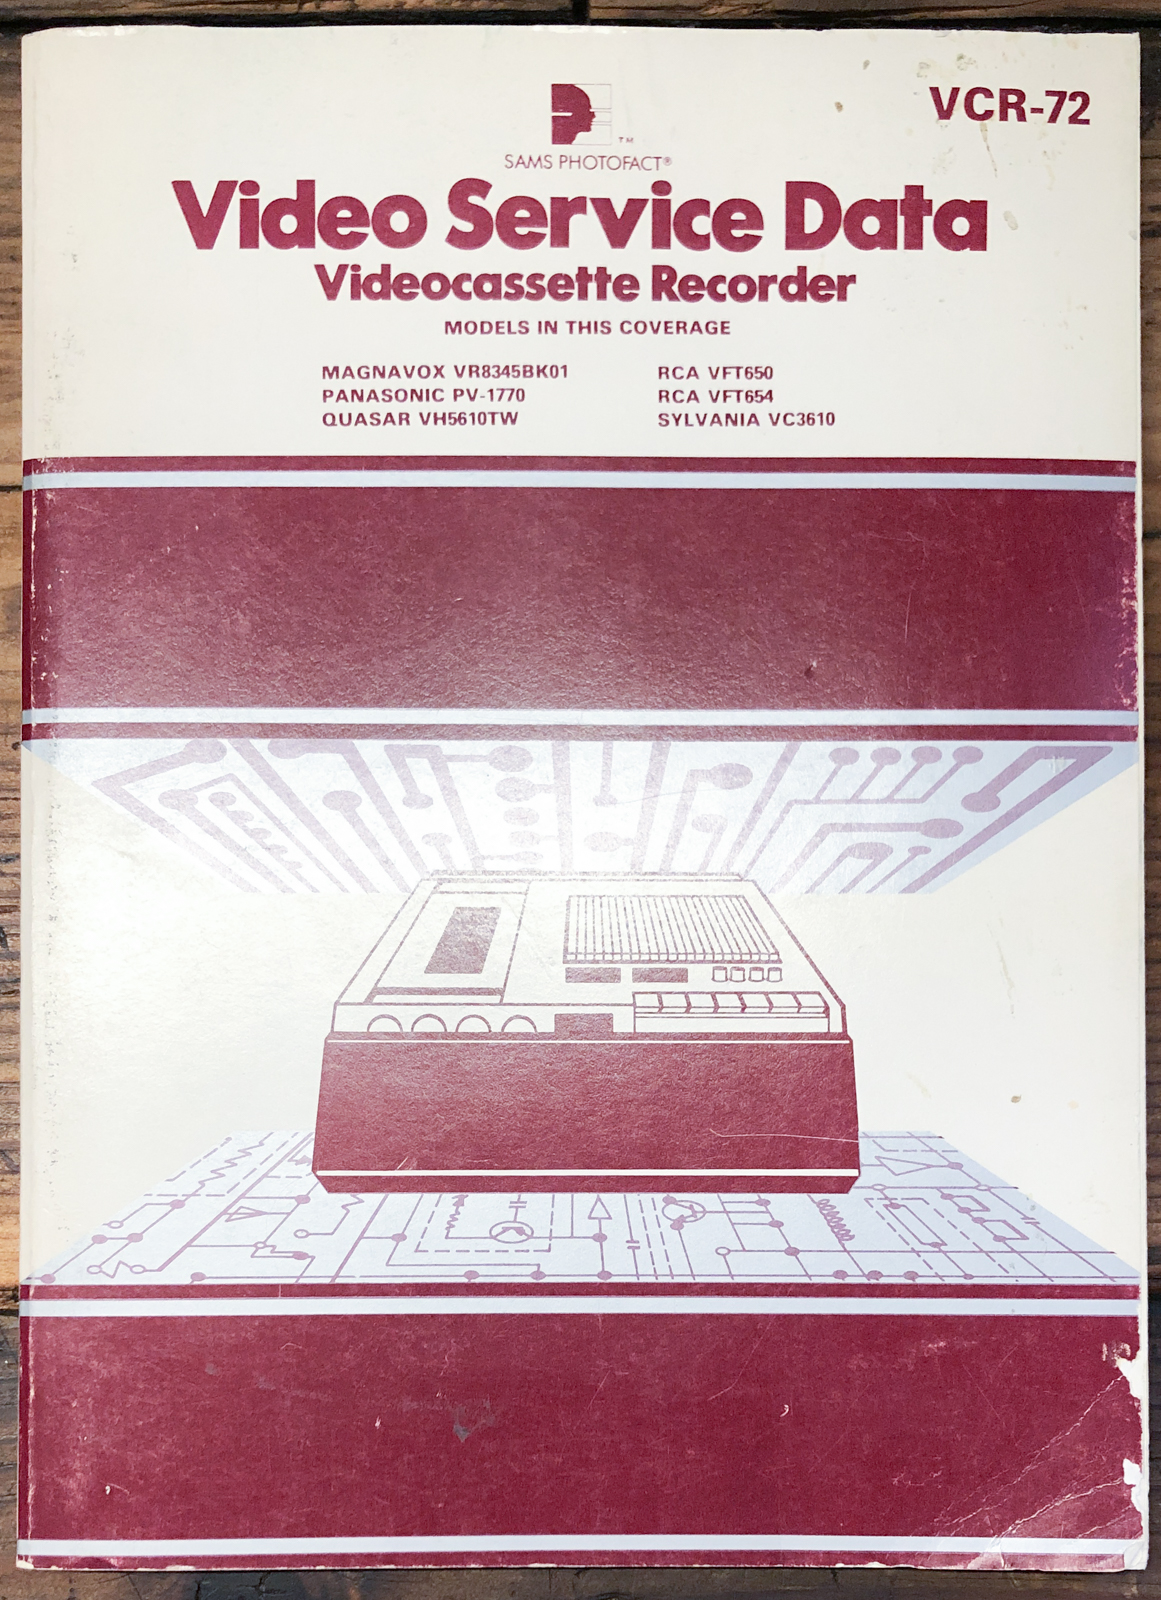 VCR-72
TM
SAMS PHOTOFACT®
Video Service Data
Videocassette Recorder
MODELS IN THIS COVERAGE
MAGNAVOX VR8345BK01
PANASONIC PV-1770
QUASAR VH5610TW
RCA VFT650
RCA VFT654
SYLVANIA VC3610